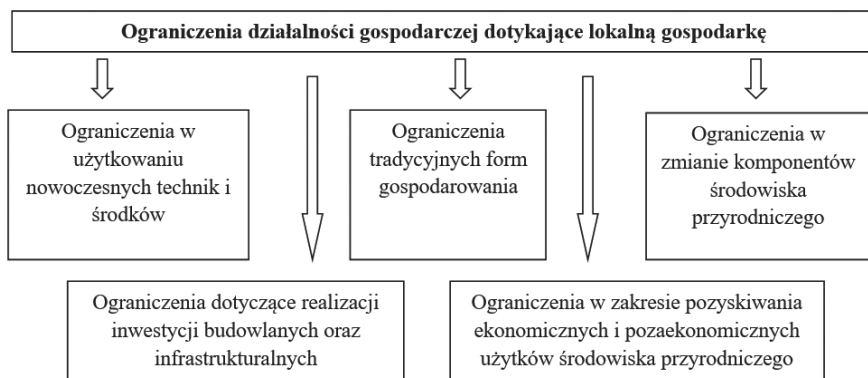 Ograniczenia działalności gospodarczej dotykające lokalną gospodarkę
Ograniczenia w
użytkowaniu
nowoczesnych technik i
środków
Ograniczenia
tradycyjnych form
gospodarowania
Ograniczenia w
zmianie komponentów
środowiska
przyrodniczego
Ograniczenia dotyczące realizacji
inwestycji budowlanych oraz
infrastrukturalnych
Ograniczenia w zakresie pozyskiwania
ekonomicznych i pozaekonomicznych
użytków środowiska przyrodniczego